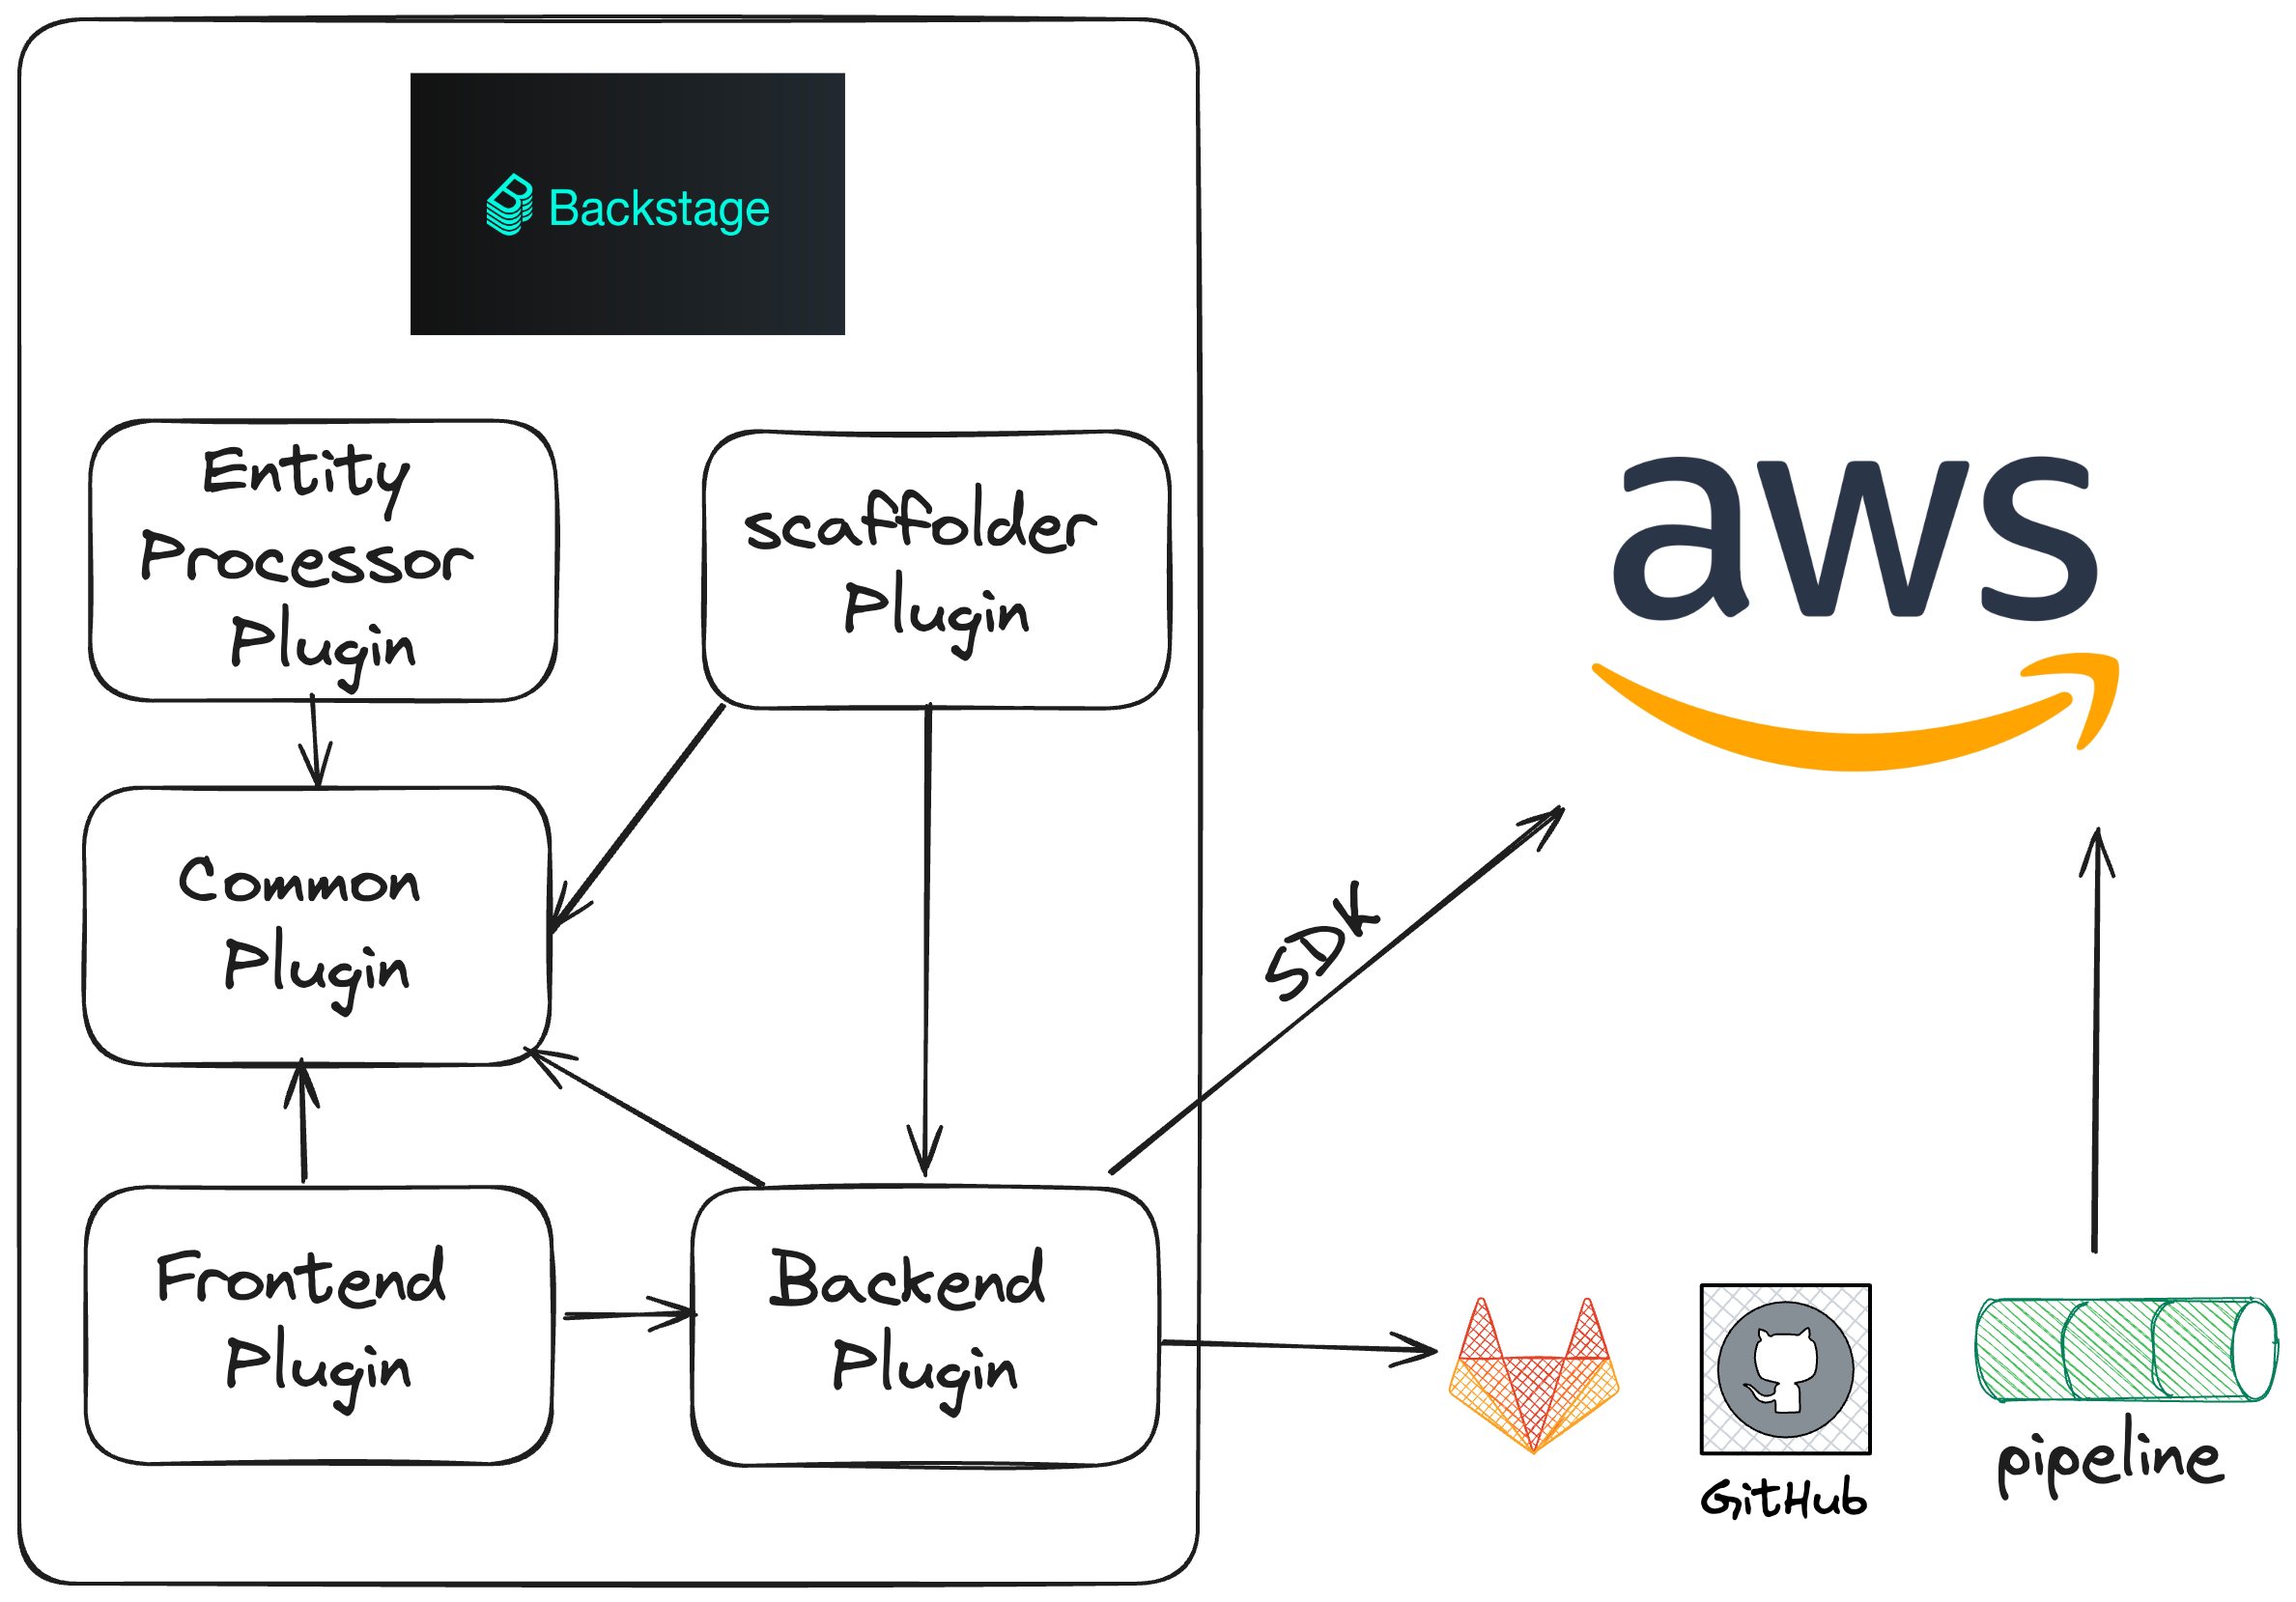 Backstage
Entity
Processor
Plugin
scaffolder
Plugin
aws
Common
Plugin
SDK
Frontend
Plugin
Backend
Plugin
GitHub
pipeline